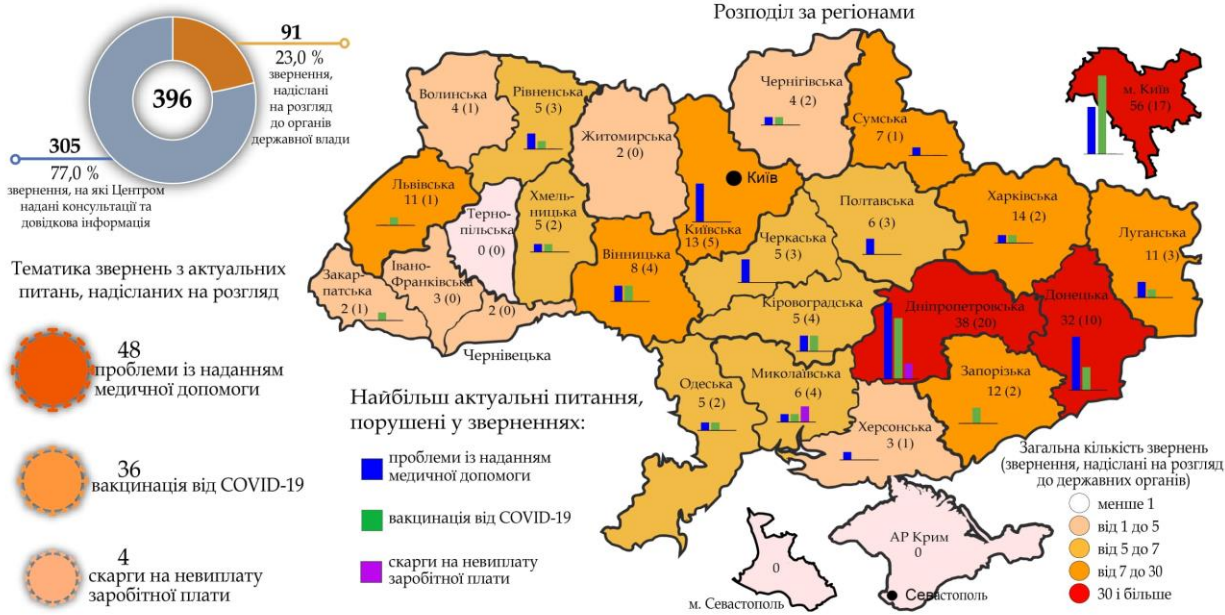 396
91
23,0 %
звернення,
надіслані
на розгляд
до органів
державної влади
305
77,0 %
звернення, на які Центром
надані консультації та
довідкова інформація
Тематика звернень з актуальних
питань, надісланих на розгляд
48
проблеми із наданням
медичної допомоги
36
вакцинація від COVID-19
4
скарги на невиплату
заробітної плати
Розподіл за регіонами
Волинська
4 (1)
Рівненська
5 (3)
Житомирська
2 (0)
Чернігівська
4 (2)
Сумська
7 (1)
м. Київ
56 (17)
Львівська
11 (1)
Терно-
пільська
0 (0)
Хмель-
ницька
5 (2)
Київ
Київська
13 (5)
Вінницька
8 (4)
Черкаська
5 (3)
Полтавська
6 (3)
Харківська
14 (2)
Луганська
11 (3)
Закар-
патська
2 (1)
Івано-
Франківська
3 (0)
2 (0)
Чернівецька
Кіровоградська
5 (4)
Дніпропетровська
38 (20)
Донецька
32 (10)
Одеська
5 (2)
Миколаївська
6 (4)
Запорізька
12 (2)
Херсонська
3 (1)
АР Крим
0
Севастополь
0
м. Севастополь
Найбільш актуальні питання,
порушені у зверненнях:
проблеми із наданням
медичної допомоги
вакцинація від COVID-19
скарги на невиплату
заробітної плати
Загальна кількість звернень
(звернення, надіслані на розгляд
до державних органів)
менше 1
від 1 до 5
від 5 до 7
від 7 до 30
30 і більше